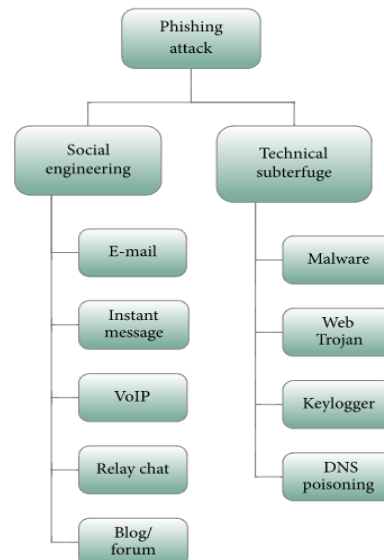 Phishing
attack
Social
engineering
Technical
subterfuge
E-mail
Instant
message
VoIP
Relay chat
Blog/
forum
Malware
Web
Trojan
Keylogger
DNS
poisoning